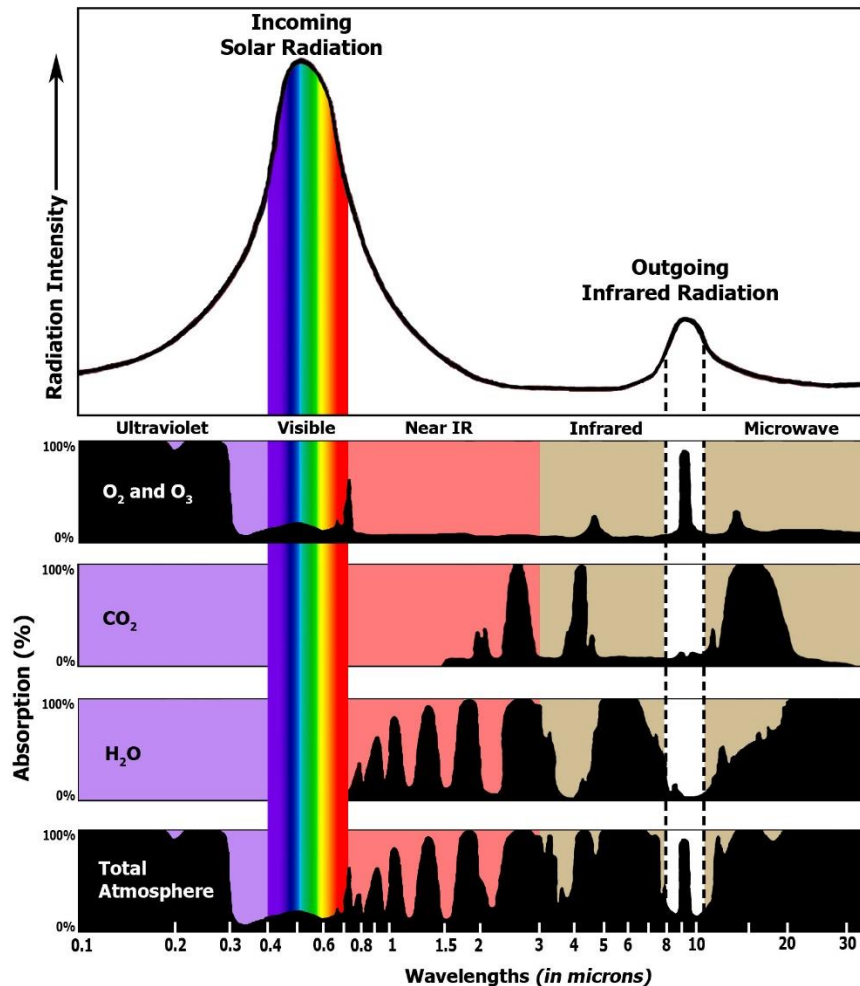 Incoming
Solar Radiation
Radiation Intensity
Outgoing
Infrared Radiation
Ultraviolet Visible Near IR Infrared Microwave
100%
O₂ and O₃
0%
100%
CO₂
0%
100%
H₂O
0%
100%
Total
Atmosphere
0%
Absorption (%)
0.1 0.2 0.3 0.4 0.6 0.8 1 1.5 2 3 4 5 6 8 10 20 30
Wavelengths (in microns)